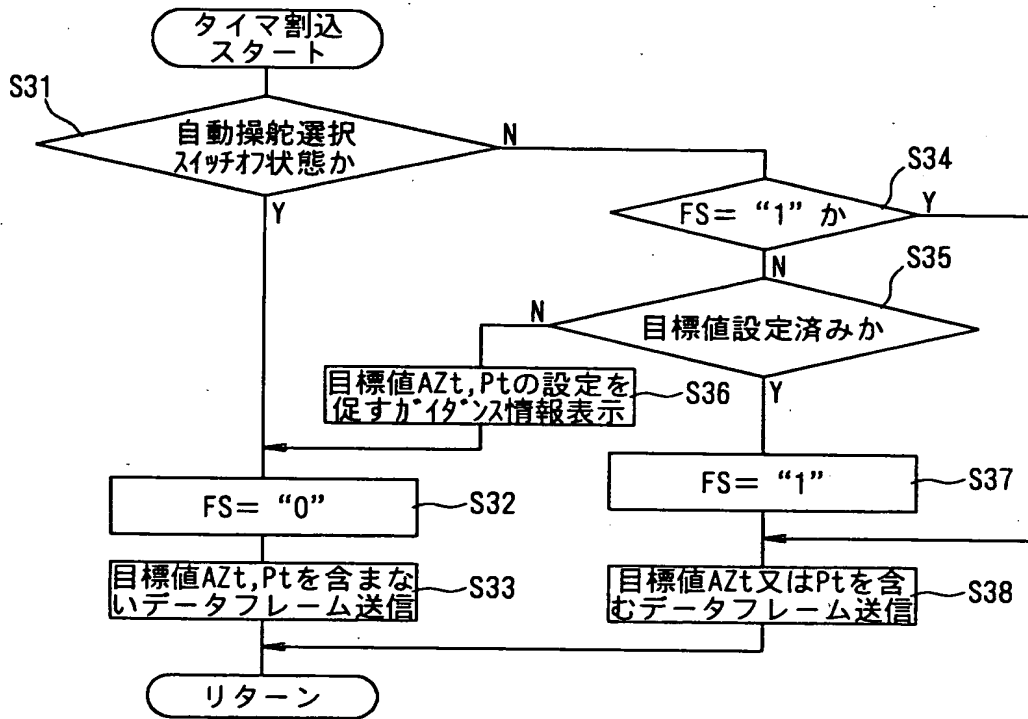 タイマ割込
スタート
S31
自動操舵選択
スイッチオフ状態か
N
Y
S34
FS= “1” か
Y
N
S35
目標値設定済みか
N
Y
目標値AZt,Ptの設定を
促すガイダンス情報表示
S36
FS= “0”
S32
FS= “1”
S37
目標値AZt,Ptを含まな
いデータフレーム送信
S33
目標値AZt又はPtを含
むデータフレーム送信
S38
リターン